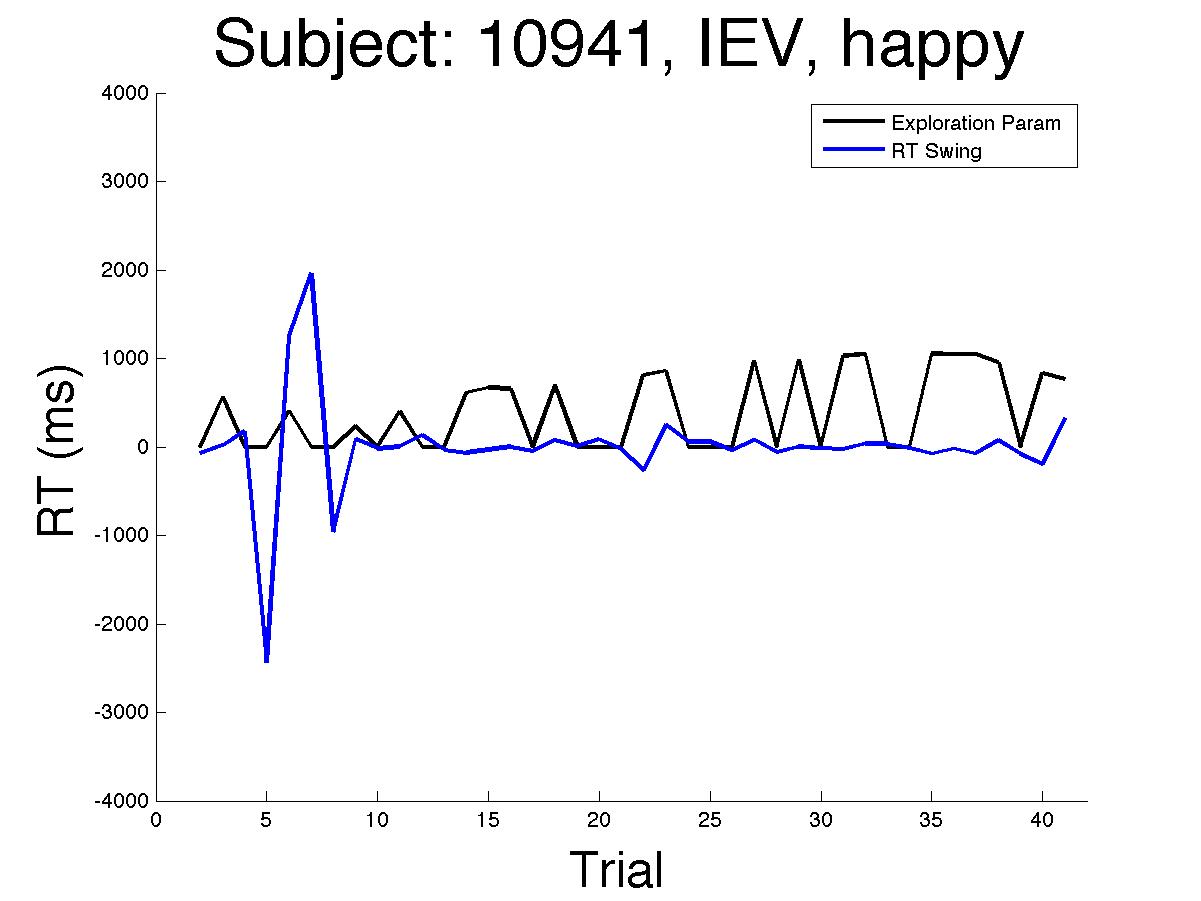 Subject: 10941, IEV, happy
Exploration Param
RT Swing
4000
3000
2000
1000
0
-1000
-2000
-3000
-4000
RT (ms)
0 5 10 15 20 25 30 35 40
Trial